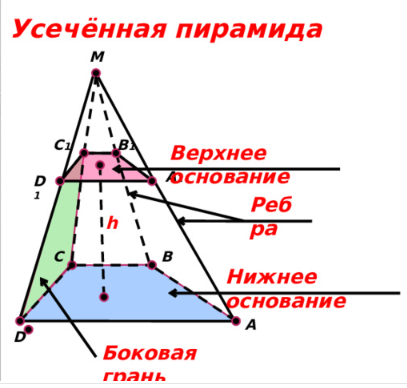 Усечённая пирамида
M
C₁
B₁
Верхнее
D
1
A
основание
Реб
ра
h
C
B
Нижнее
основание
D
A
Боковая
грань